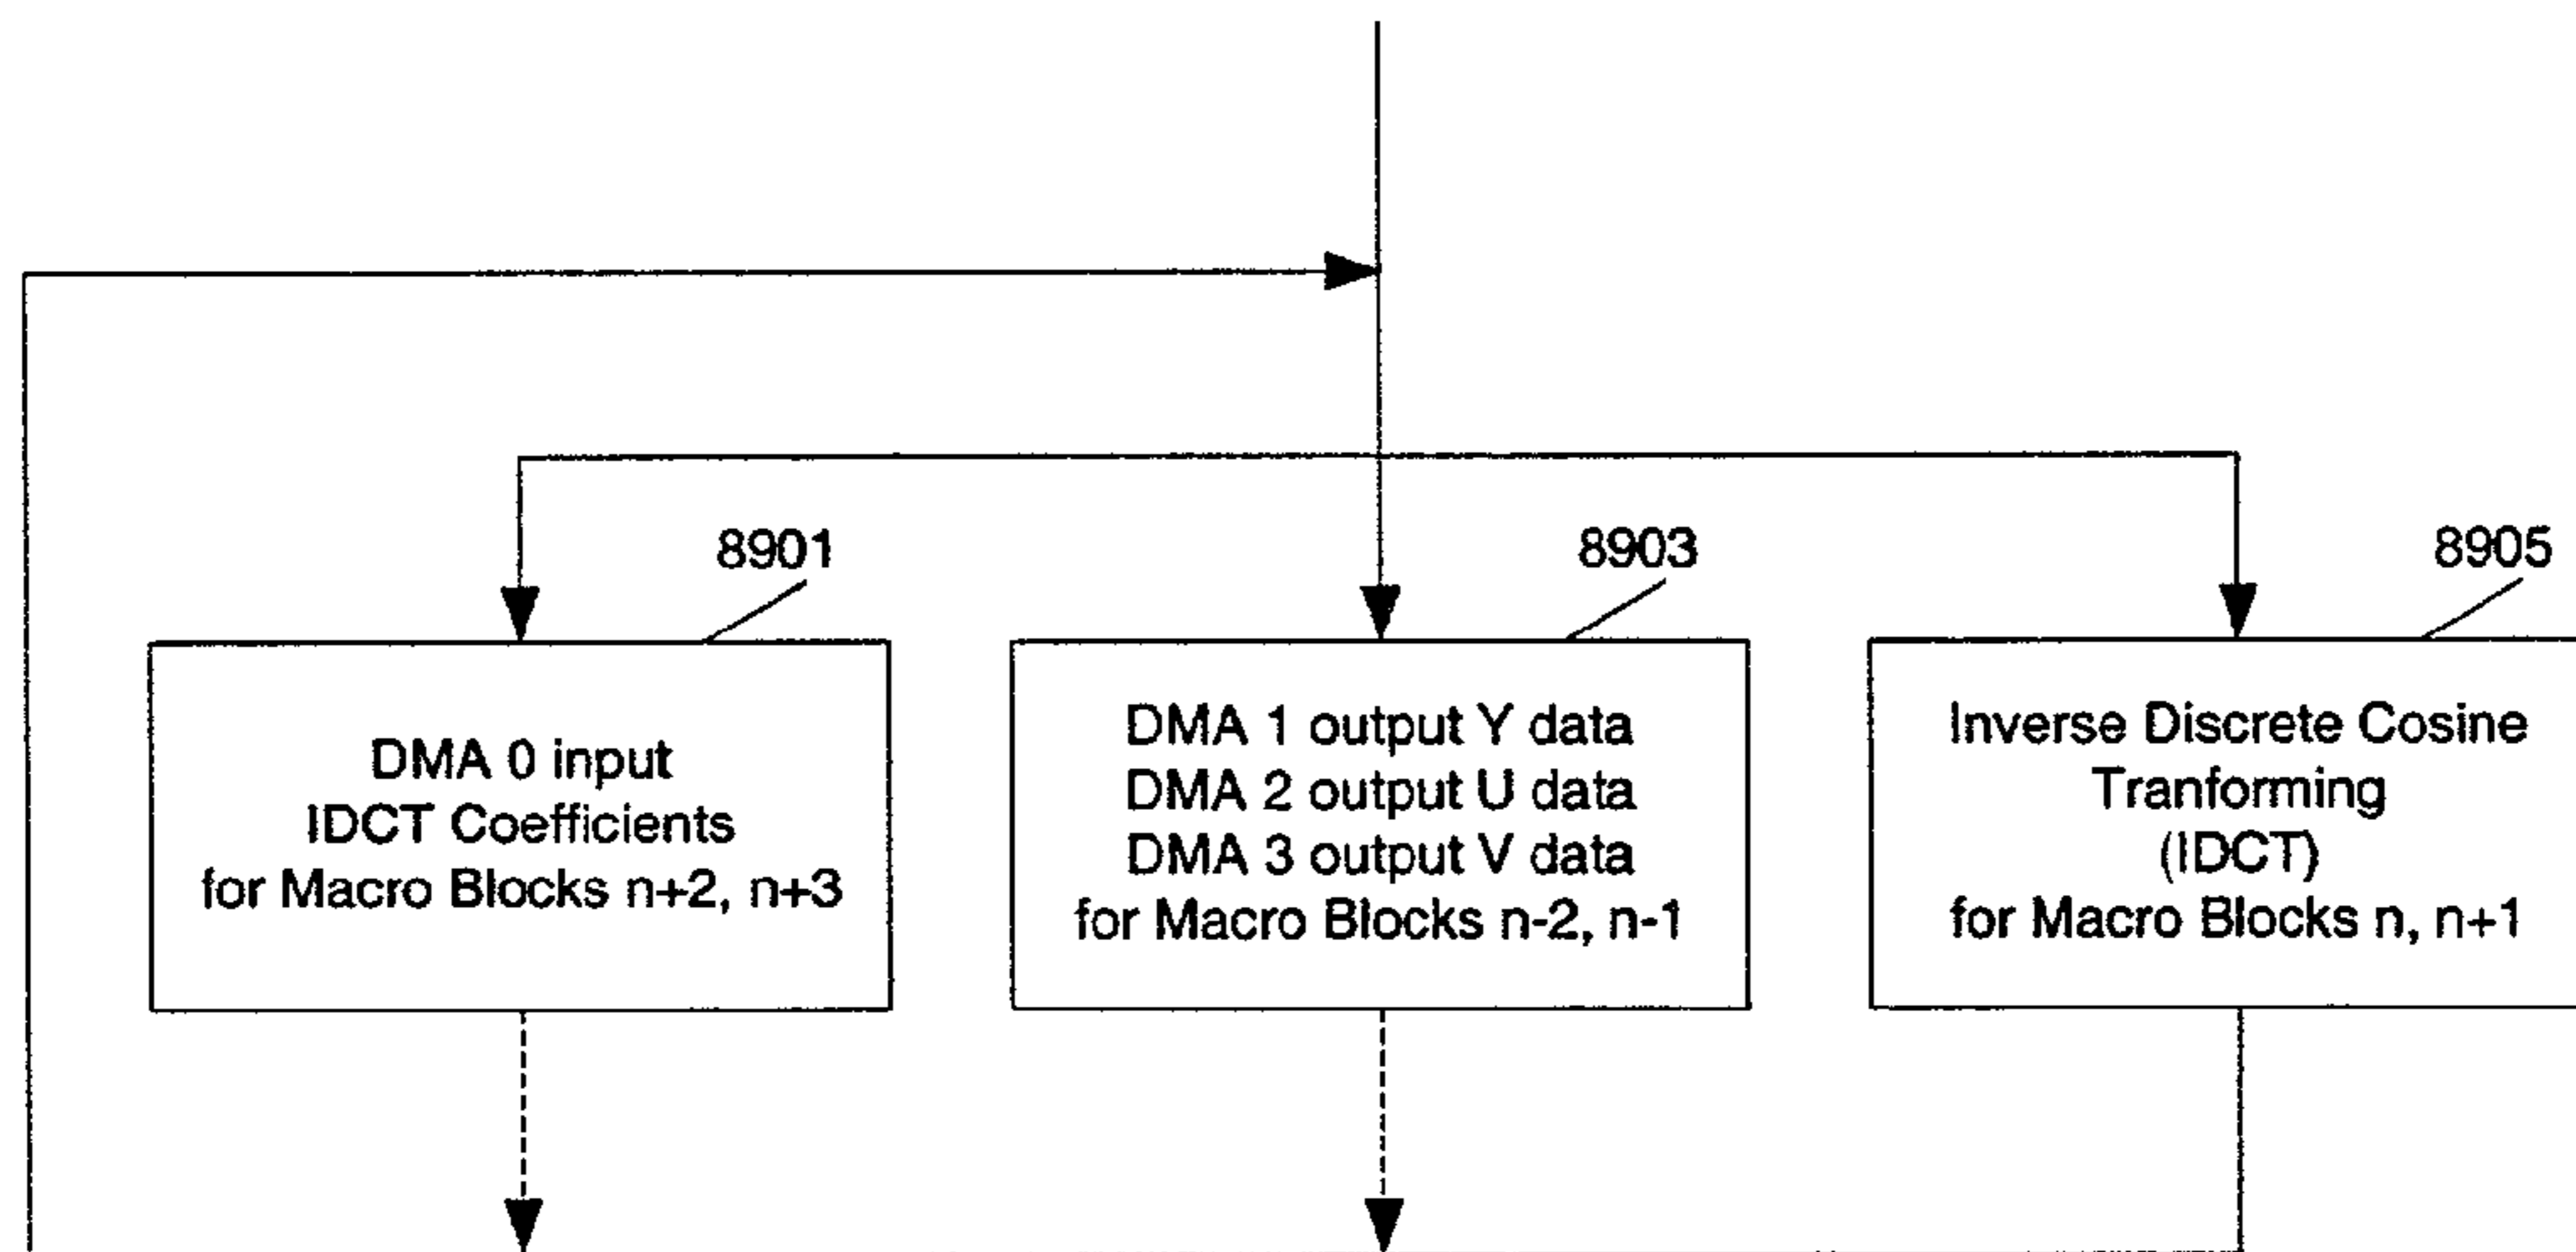 8901
8903
8905
DMA 0 input
IDCT Coefficients
for Macro Blocks n+2, n+3
DMA 1 output Y data
DMA 2 output U data
DMA 3 output V data
for Macro Blocks n-2, n-1
Inverse Discrete Cosine
Tranforming
(IDCT)
for Macro Blocks n, n+1